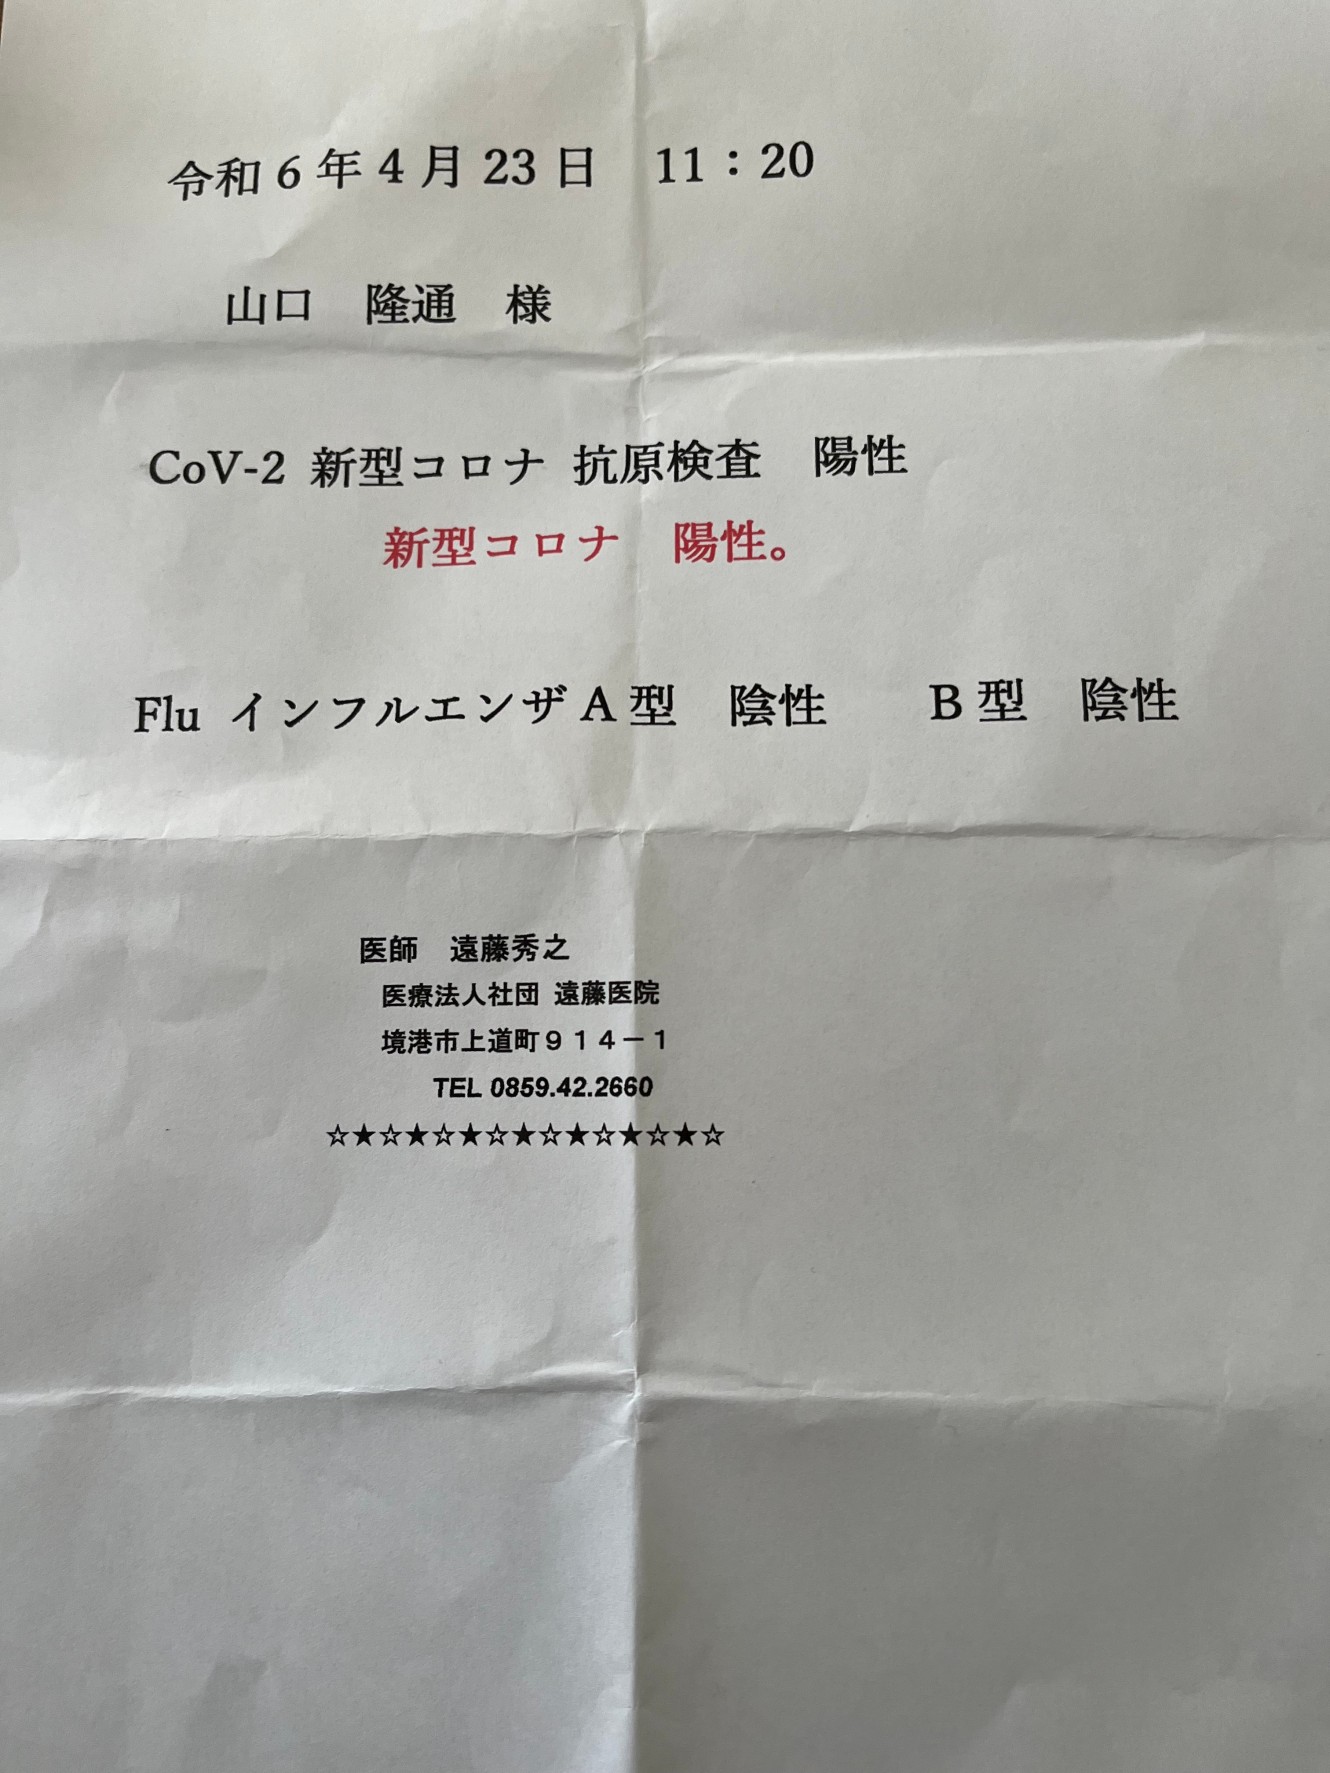 令和6年4月23日　11：20
山口　隆通　様
CoV-2 新型コロナ 抗原検査　陽性
新型コロナ　陽性。
Flu インフルエンザA型　陰性　　B型　陰性
医師　遠藤秀之
医療法人社団 遠藤医院
境港市上道町９１４－１
TEL 0859.42.2660
☆★☆★☆★☆★☆★☆★☆★☆